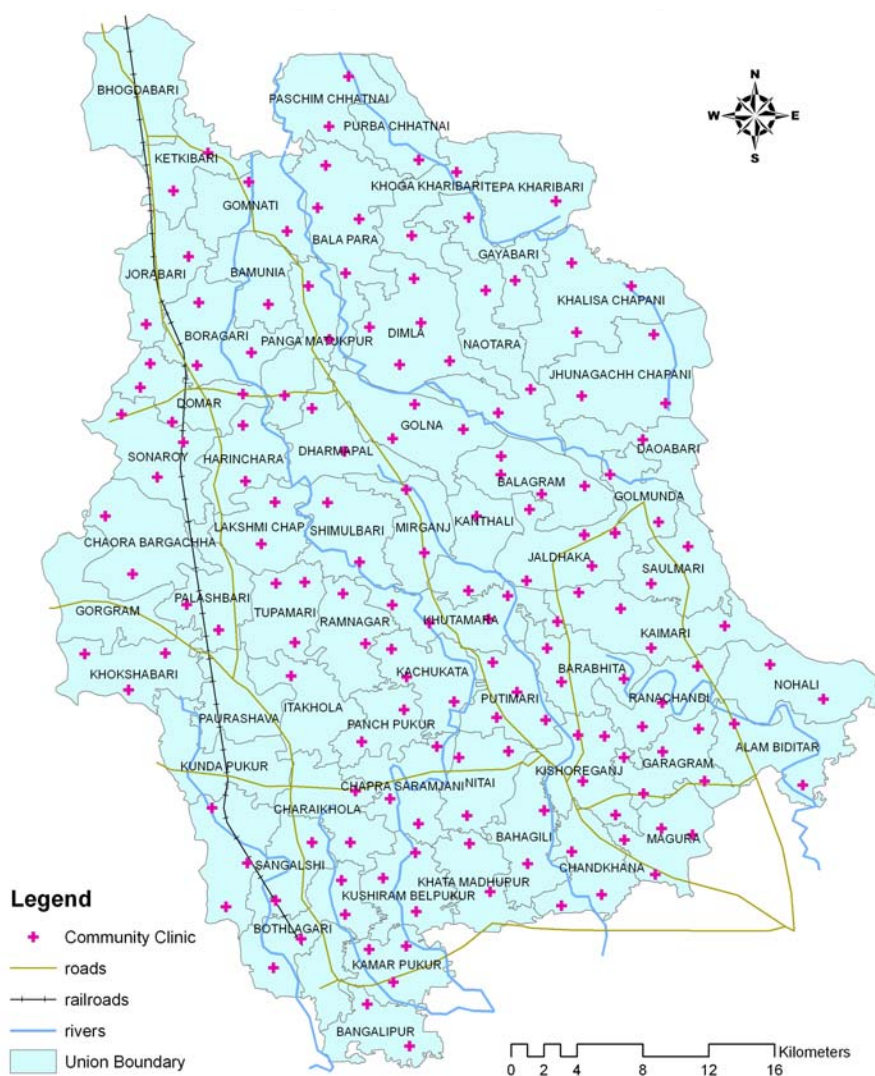 N
W E
S
BHOGDABARI
PASCHIM CHHATNAI
PURBA CHHATNAI
KETKIBARI
KHOGA KHARIBARI
TEPA KHARIBARI
GOMNATI
BALA PARA
GAYABARI
JORABARI
BAMUNIA
KHALISA CHAPANI
BORAGARI
PANGA MATUKPUR
DIMLA
NAOTARA
JHUNAGACHH CHAPANI
DOMAR
GOLNA
DAOABARI
SONAROY
HARINCHARA
DHARMAPAL
BALAGRAM
GOLMUNDA
LAKSHMI CHAP
SHIMULBARI
MIRGANJ
KANTHALI
CHAORA BARGACHHA
JALDHAKA
SAULMARI
GORGRAM
PALASHBARI
TUPAMARI
RAMNAGAR
KHUTAMARA
KAIMARI
KHOKSHABARI
KACHUKATA
BARABHITA
NOHALI
ITAKHOLA
PUTIMARI
RANACHANDI
PAURASHAVA
PANCH PUKUR
ALAM BIDITAR
KUNDA PUKUR
KISHOREGANJ
GARAGRAM
CHAPRA SARAMJANI
NITAI
CHARAIKHOLA
BAHAGILI
MAGURA
SANGALSHI
CHANDKHANA
KHATA MADHUPUR
KUSHIRAM BELPUKUR
BOTHLAGARI
KAMAR PUKUR
BANGALIPUR
Legend
Community Clinic
roads
railroads
rivers
Union Boundary
Kilometers
0 2 4 8 12 16